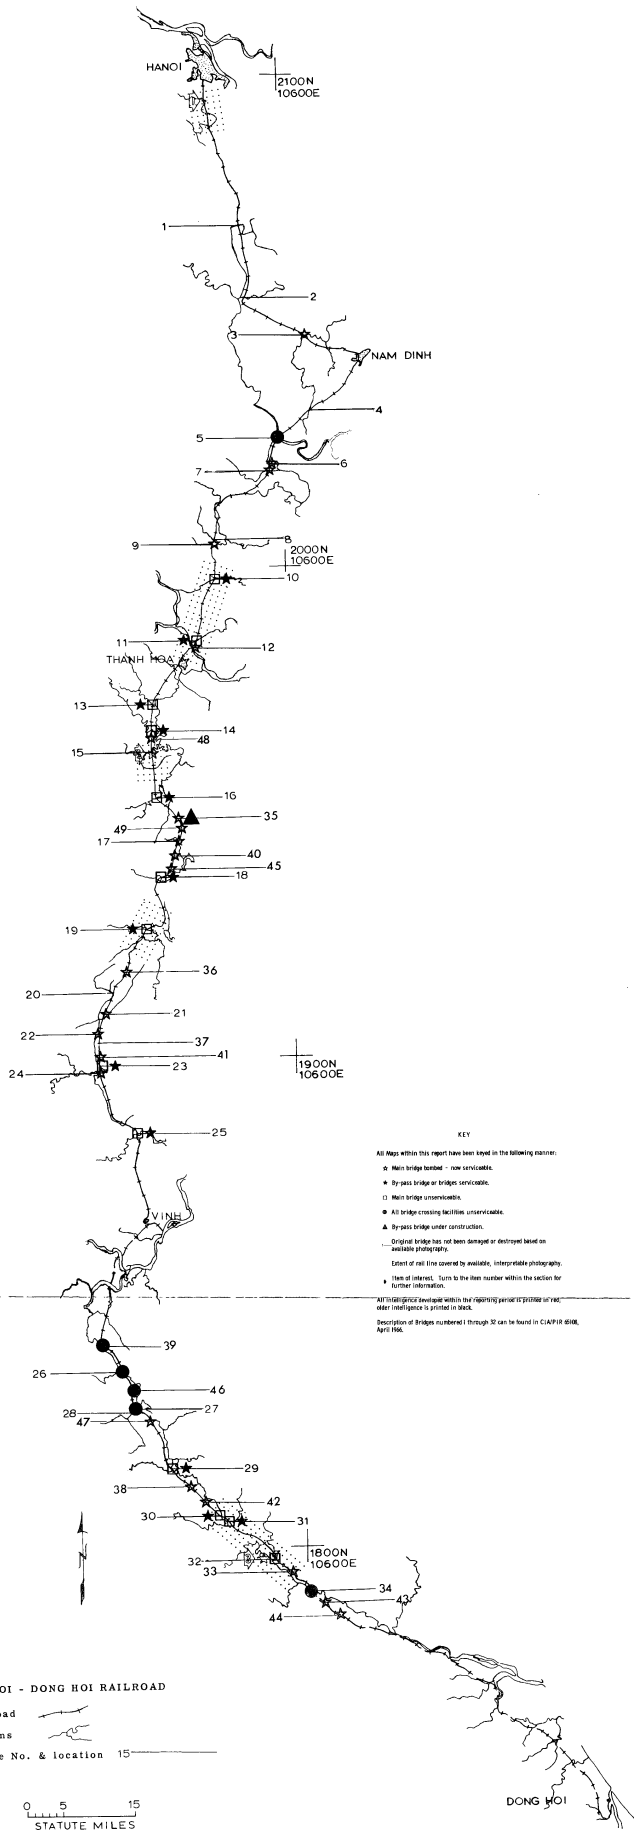 HANOI
2100N
10600E
1
2
3
NAM DINH
4
5
6
7
8
9
2000N
10600E
10
11
12
THANH HOA
13
14
48
15
16
35
49
17
40
45
18
19
36
20
21
22
37
41
23
24
1900N
10600E
25
KEY
All Maps within this report have been keyed in the following manner:
Main bridge bombed - now serviceable.
By-pass bridge or bridges serviceable.
Main bridge unserviceable.
All bridge crossing facilities unserviceable.
By-pass bridge under construction.
Original bridge has not been damaged or destroyed based on
available photography.
Extent of rail line covered by available, interpretable photography.
Item of interest. Turn to the item number within the section for
further information.
All intelligence developed within the reporting period is printed in red,
older intelligence is printed in black.
Description of Bridges numbered 1 through 32 can be found in CIA/PIR 61018,
April 1966.
VINH
39
26
46
27
28
47
29
38
42
30
31
1800N
10600E
32
33
34
43
44
N
OI - DONG HOI RAILROAD
oad
ms
e No. & location 15
DONG HOI
0 5 15
STATUTE MILES